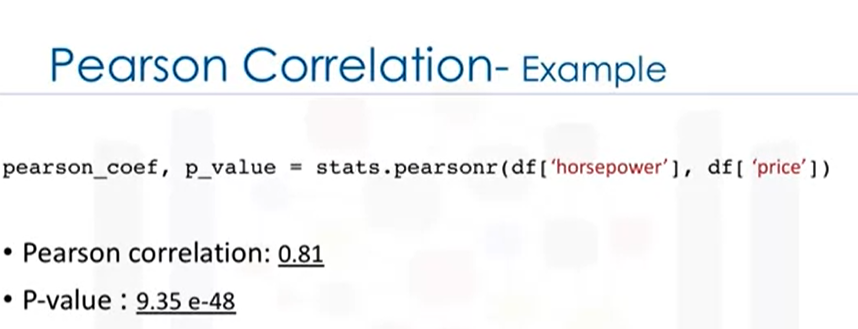 Pearson Correlation- Example
pearson_coef, p_value = stats.pearsonr(df[‘horsepower’], df[ ‘price’])
• Pearson correlation: 0.81
• P-value : 9.35 e-48